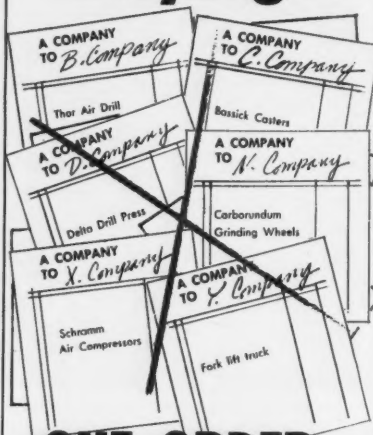 A COMPANY
TO B. Company
Thor Air Drill
A COMPANY
TO C. Company
Bassick Casters
A COMPANY
TO D. Company
Delta Drill Press
A COMPANY
TO N. Company
Carborundum
Grinding Wheels
A COMPANY
TO X. Company
Schramm
Air Compressors
A COMPANY
TO Y. Company
Fork lift truck